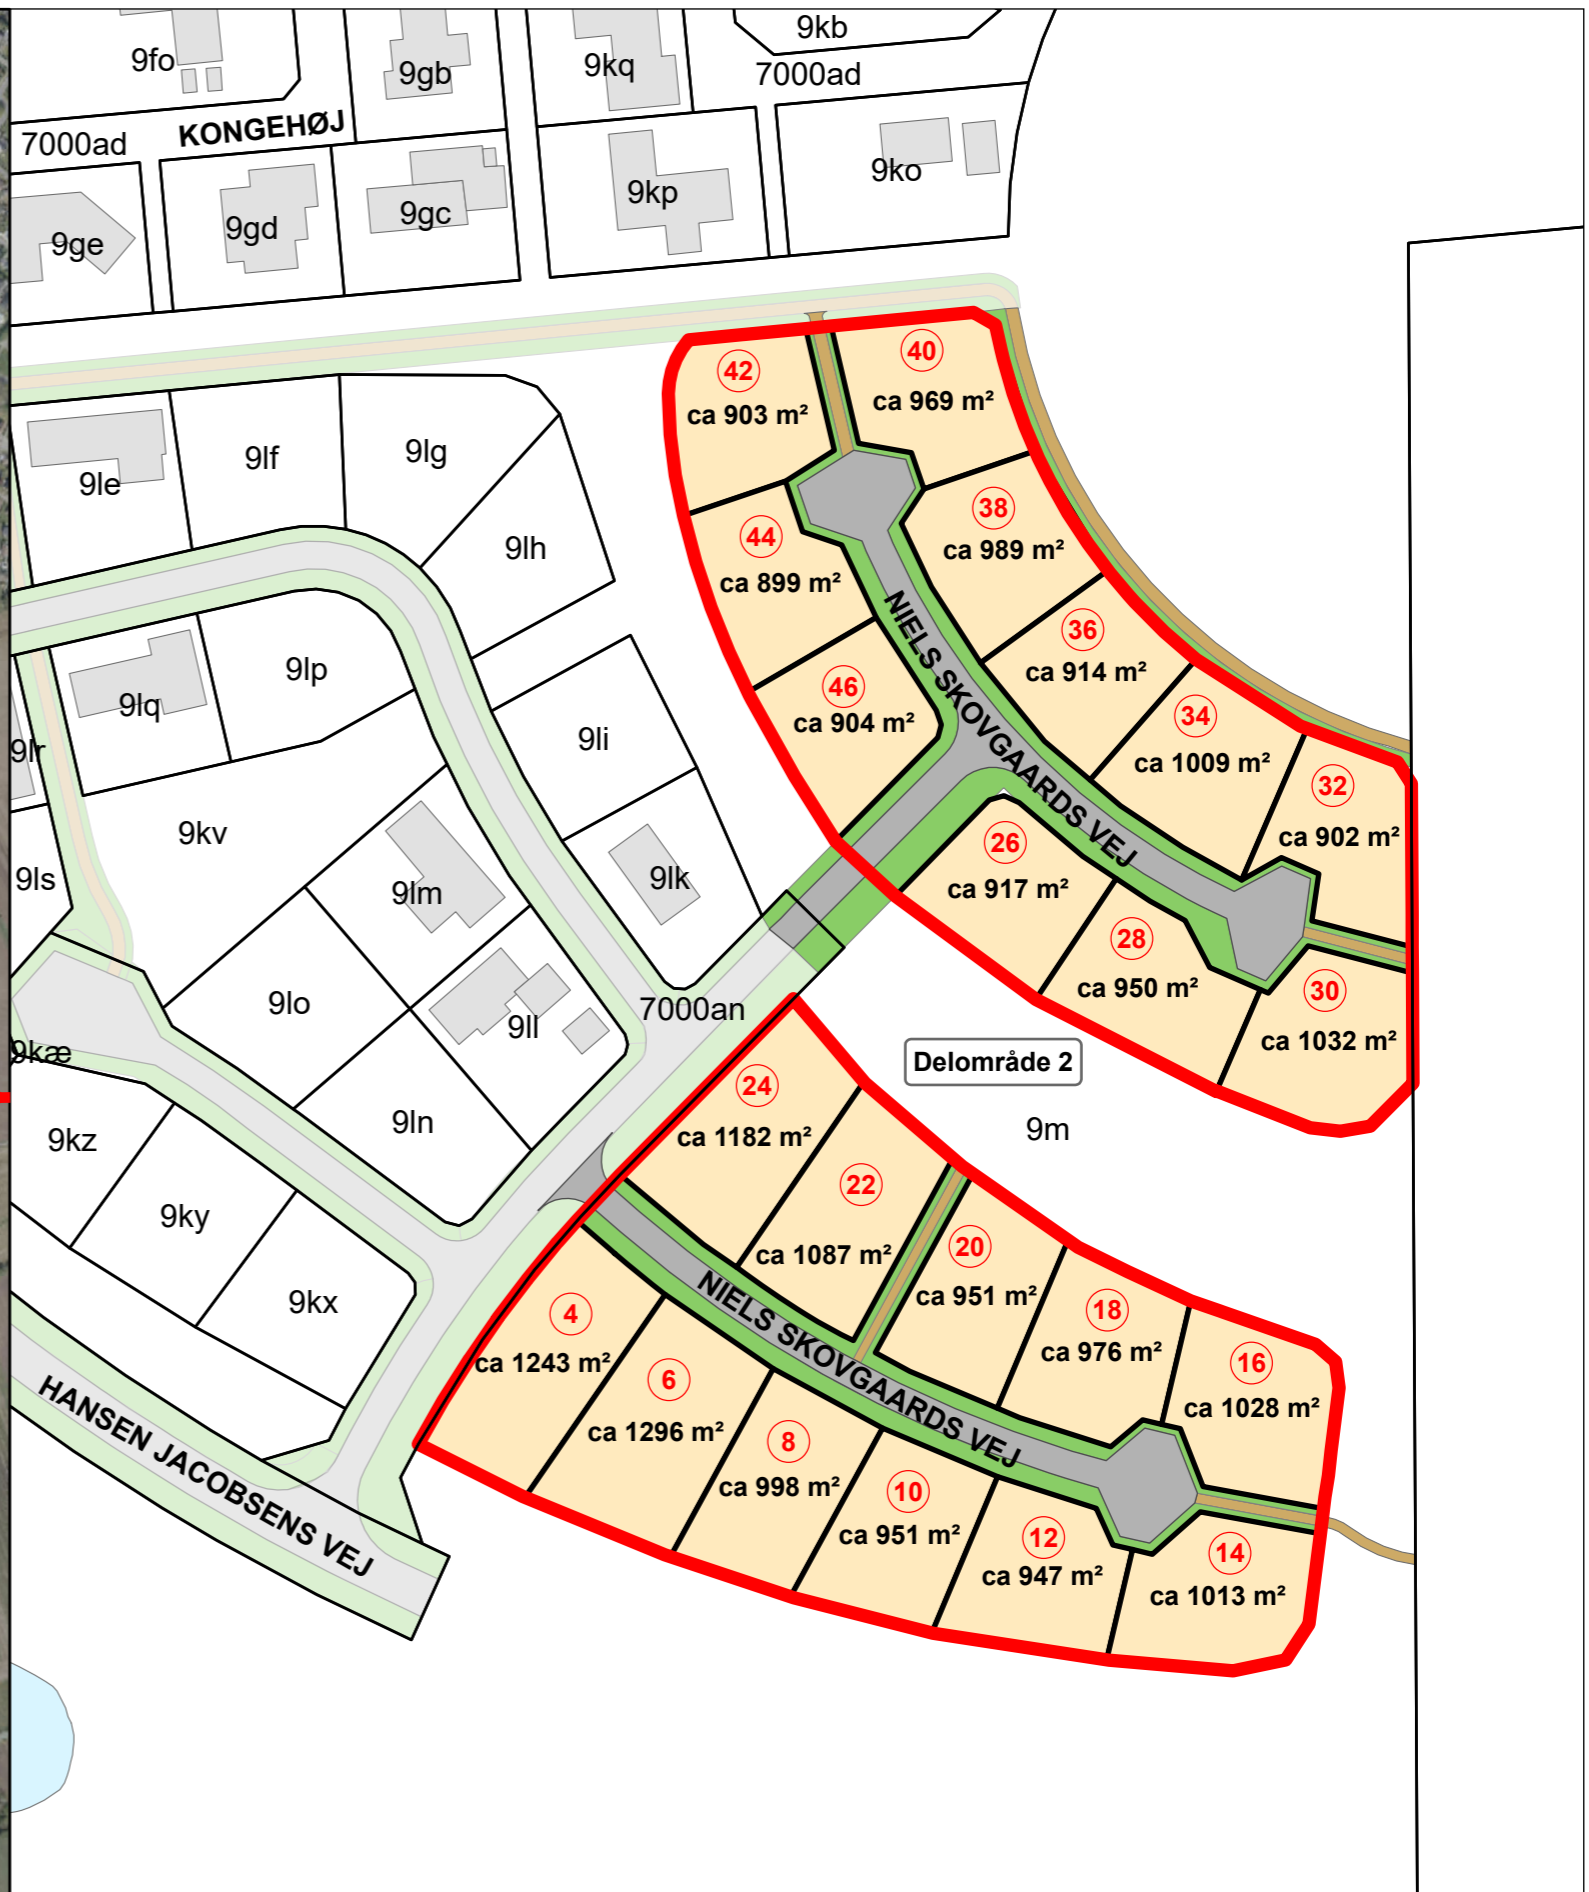 9fo
9gb
9kq
9kb
7000ad
7000ad
KONGEHØJ
9ge
9gd
9gc
9kp
9ko
42
ca 903 m²
40
ca 969 m²
9le
9lf
9lg
9lh
44
ca 899 m²
38
ca 989 m²
NIELS SKOVGAARDS VEJ
36
ca 914 m²
9lq
9lp
46
ca 904 m²
34
ca 1009 m²
9lr
9li
32
ca 902 m²
9kv
9ls
9lm
9lk
26
ca 917 m²
28
ca 950 m²
30
ca 1032 m²
9lo
9ll
7000an
9kæ
Delområde 2
24
ca 1182 m²
9m
9kz
9ln
22
ca 1087 m²
9ky
9kx
20
ca 951 m²
18
ca 976 m²
16
ca 1028 m²
NIELS SKOVGAARDS VEJ
4
ca 1243 m²
6
ca 1296 m²
8
ca 998 m²
10
ca 951 m²
12
ca 947 m²
14
ca 1013 m²
HANSEN JACOBSENS VEJ